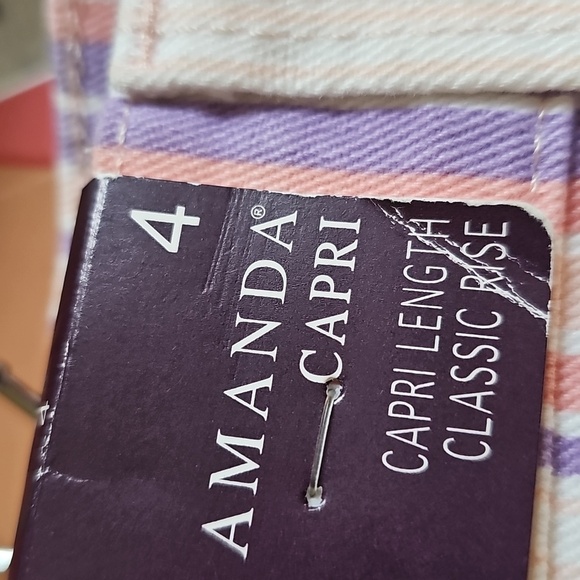 4
AMANDA®
CAPRI
CAPRI LENGTH
CLASSIC RISE